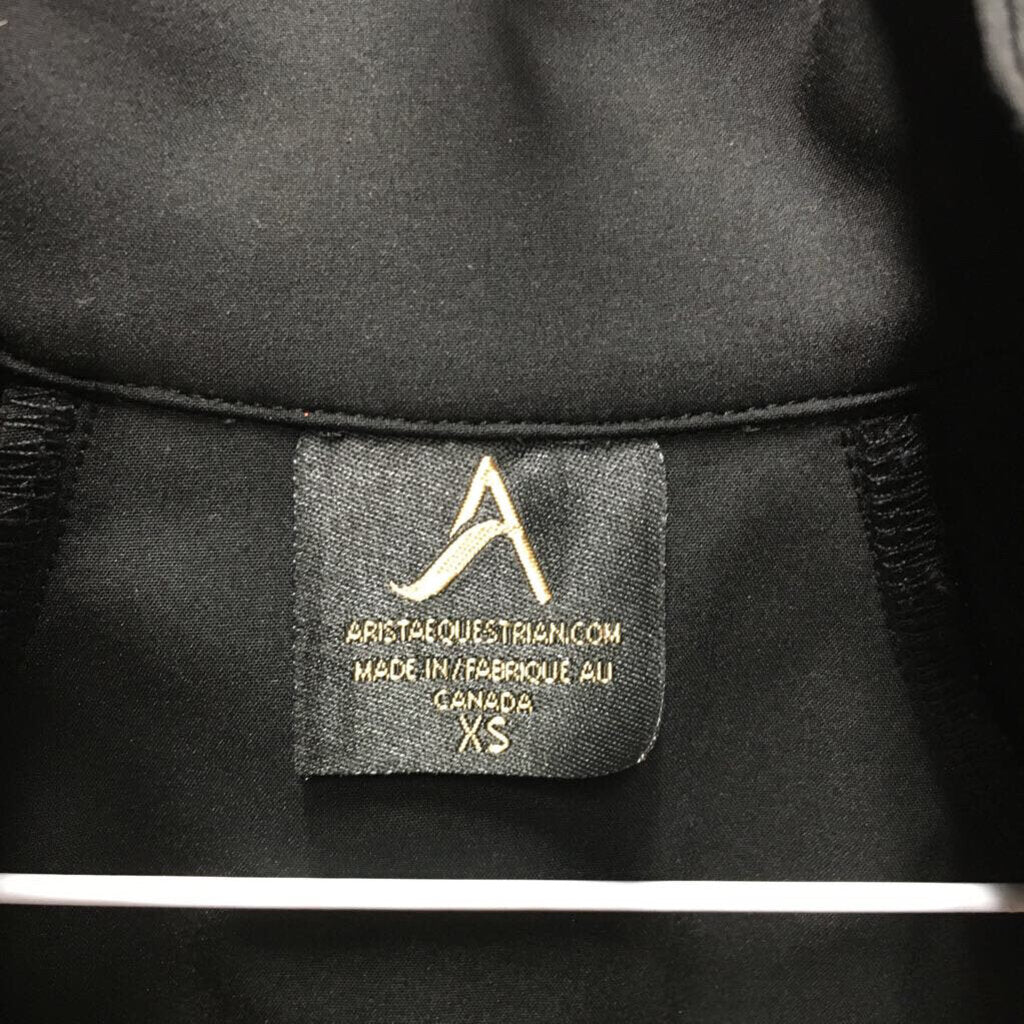 A
ARISTAEQUESTRIAN.COM
MADE IN/FABRIQUE AU
CANADA
XS